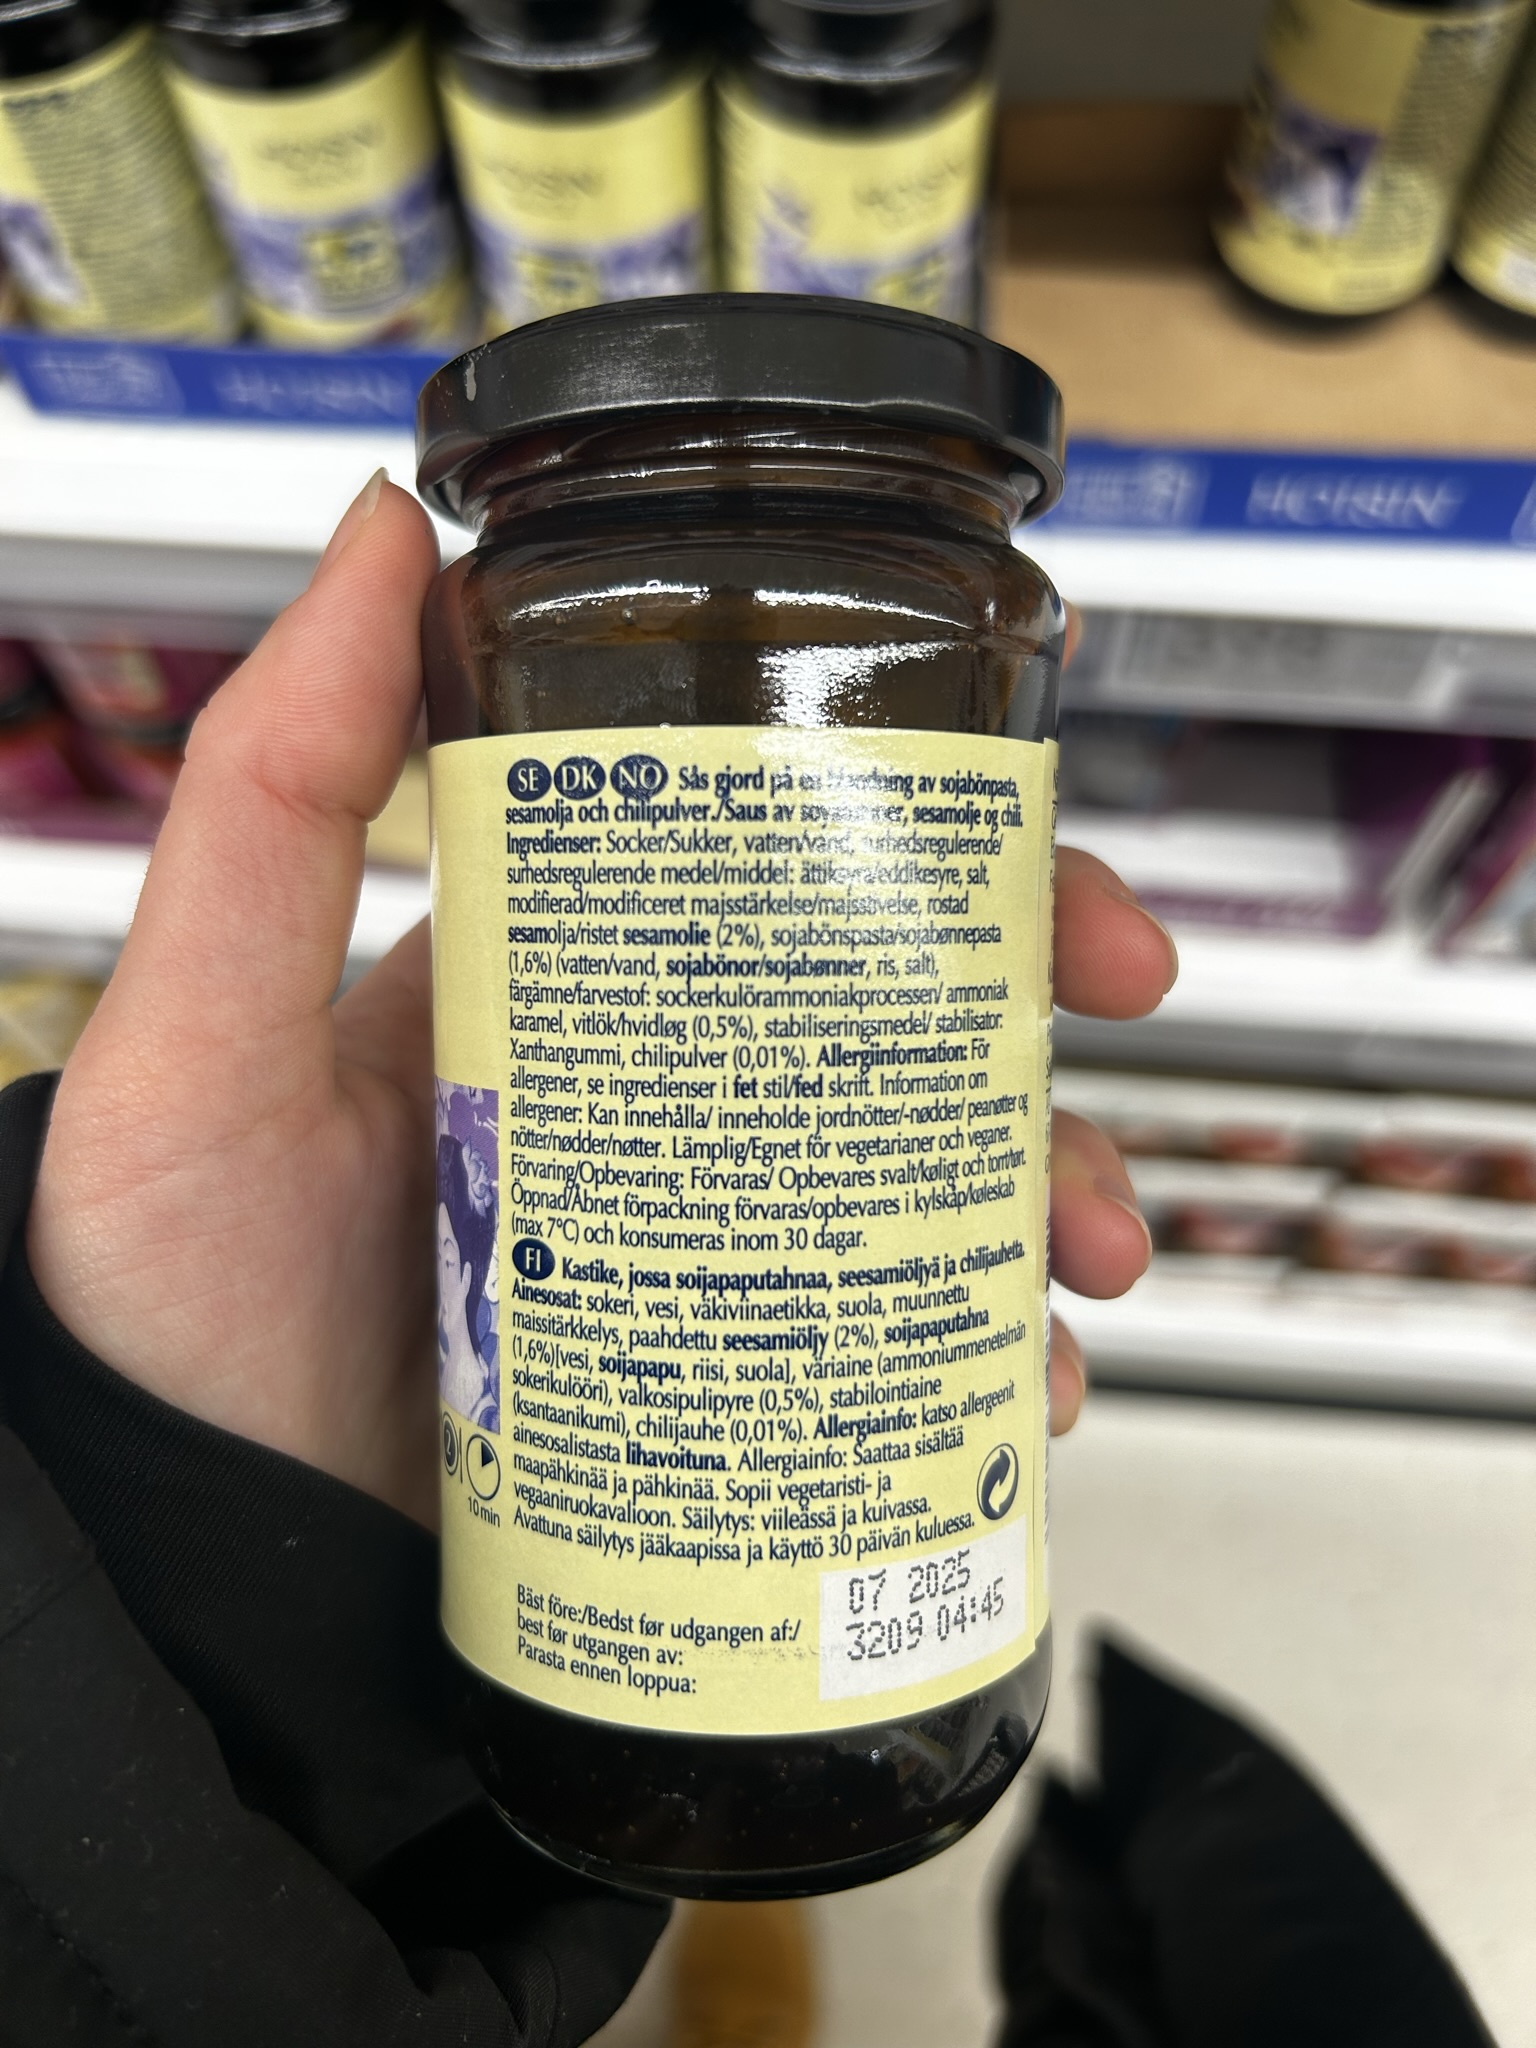 HOISIN
SE DK NO Sås gjord på en blandning av sojabönpasta,
sesamolja och chilipulver./Saus av soyabønner, sesamolje og chili.
Ingredienser: Socker/Sukker, vatten/vand, surhedsregulerende/
surhedsregulerende medel/middel: ättiksyra/eddikesyre, salt,
modifierad/modificeret majsstärkelse/majsstivelse, rostad
sesamolja/ristet sesamolie (2%), sojabönspasta/sojabønnepasta
(1,6%) (vatten/vand, sojabönor/sojabønner, ris, salt),
färgämne/farvestof: sockerkulörammoniakprocessen/ ammoniak
karamel, vitlök/hvidløg (0,5%), stabiliseringsmedel/ stabilisator:
Xanthangummi, chilipulver (0,01%). Allergiinformation: För
allergener, se ingredienser i fet stil/fed skrift. Information om
allergener: Kan innehålla/ inneholde jordnötter/-nødder/ peanøtter og
nötter/nødder/nøtter. Lämplig/Egnet för vegetarianer och veganer.
Förvaring/Opbevaring: Förvaras/ Opbevares svalt/køligt och torrt/tørt.
Öppnad/Åbnet förpackning förvaras/opbevares i kylskåp/køleskab
(max 7°C) och konsumeras inom 30 dagar.
FI Kastike, jossa soijapaputahnaa, seesamiöljyä ja chilijauhetta.
Ainesosat: sokeri, vesi, väkiviinaetikka, suola, muunnettu
maissitärkkelys, paahdettu seesamiöljy (2%), soijapaputahna
(1,6%)[vesi, soijapapu, riisi, suola], väriaine (ammoniummenetelmän
sokerikulööri), valkosipulipyre (0,5%), stabilointiaine
(ksantaanikumi), chilijauhe (0,01%). Allergiainfo: katso allergeenit
ainesosalistasta lihavoituna. Allergiainfo: Saattaa sisältää
maapähkinää ja pähkinää. Sopii vegetaristi- ja
vegaaniruokavalioon. Säilytys: viileässä ja kuivassa.
Avattuna säilytys jääkaapissa ja käyttö 30 päivän kuluessa.
2
10 min
Bäst före:/Bedst før udgangen af:/
best før utgangen av:
Parasta ennen loppua:
07 2025
3209 04:45